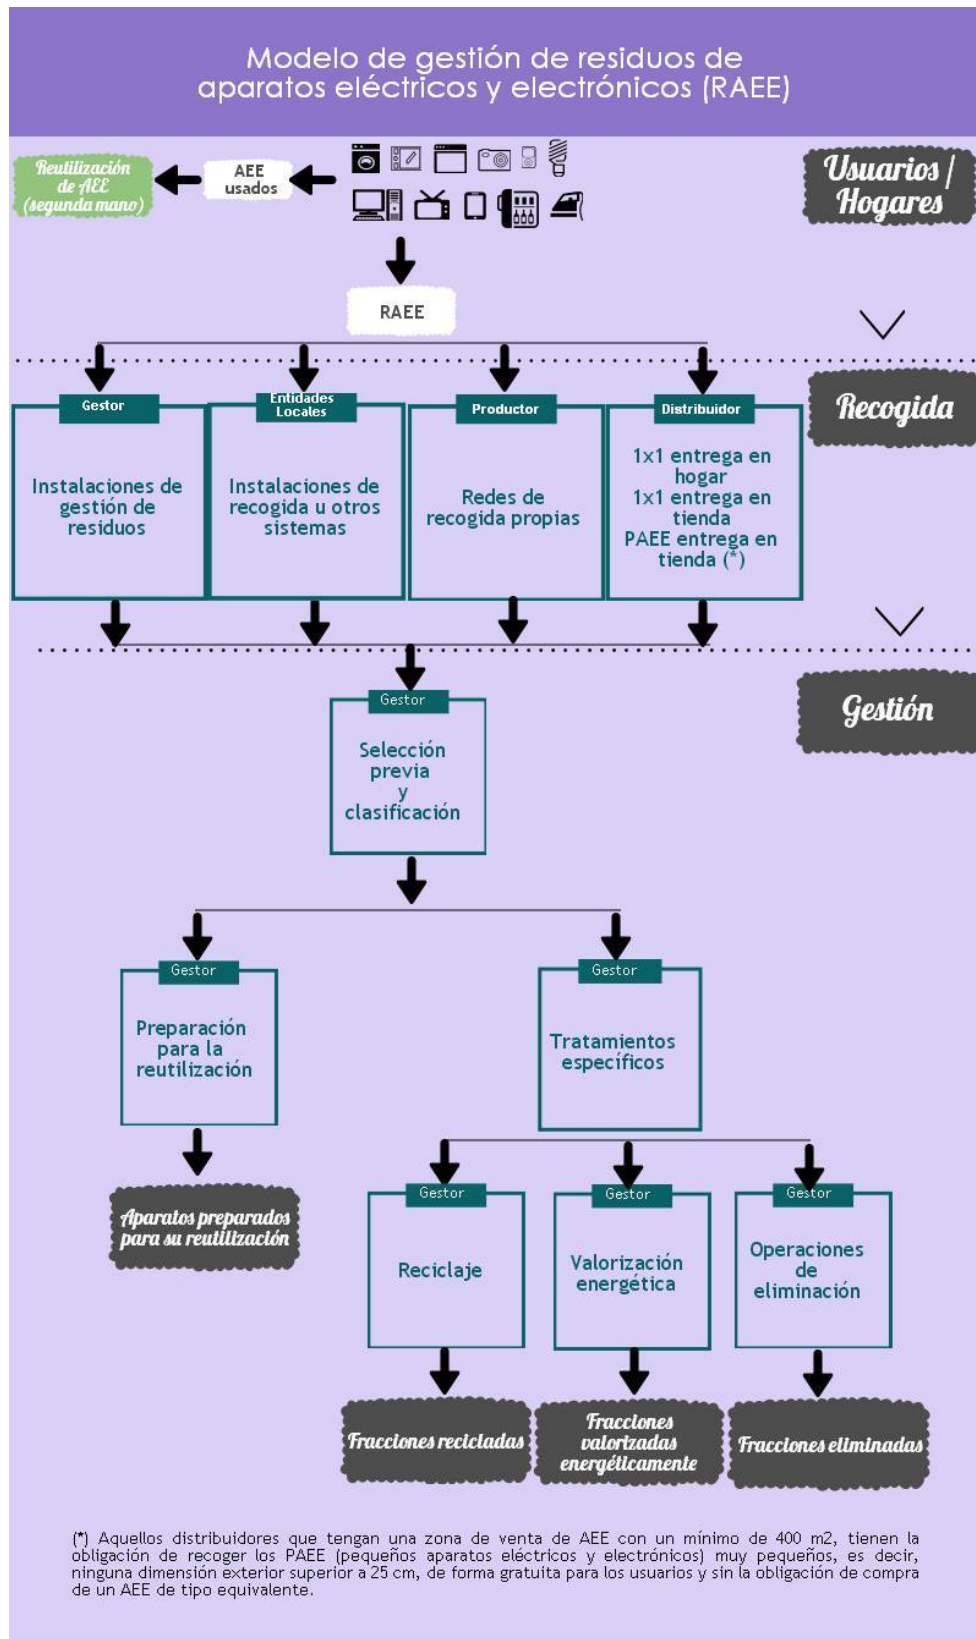 Modelo de gestión de residuos de
aparatos eléctricos y electrónicos (RAEE)
Reutilización
de AEE
(segunda mano)
AEE
usados
Usuarios /
Hogares
RAEE
Recogida
Gestor
Instalaciones de
gestión de
residuos
Entidades
Locales
Instalaciones de
recogida u otros
sistemas
Productor
Redes de
recogida propias
Distribuidor
1x1 entrega en
hogar
1x1 entrega en
tienda
PAEE entrega en
tienda (*)
Gestión
Gestor
Selección
previa
y
clasificación
Gestor
Preparación
para la
reutilización
Gestor
Tratamientos
específicos
Aparatos preparados
para su reutilización
Gestor
Reciclaje
Gestor
Valorización
energética
Gestor
Operaciones
de
eliminación
Fracciones recicladas
Fracciones
valorizadas
energéticamente
Fracciones eliminadas
(*) Aquellos distribuidores que tengan una zona de venta de AEE con un mínimo de 400 m2, tienen la
obligación de recoger los PAEE (pequeños aparatos eléctricos y electrónicos) muy pequeños, es decir,
ninguna dimensión exterior superior a 25 cm, de forma gratuita para los usuarios y sin la obligación de compra
de un AEE de tipo equivalente.